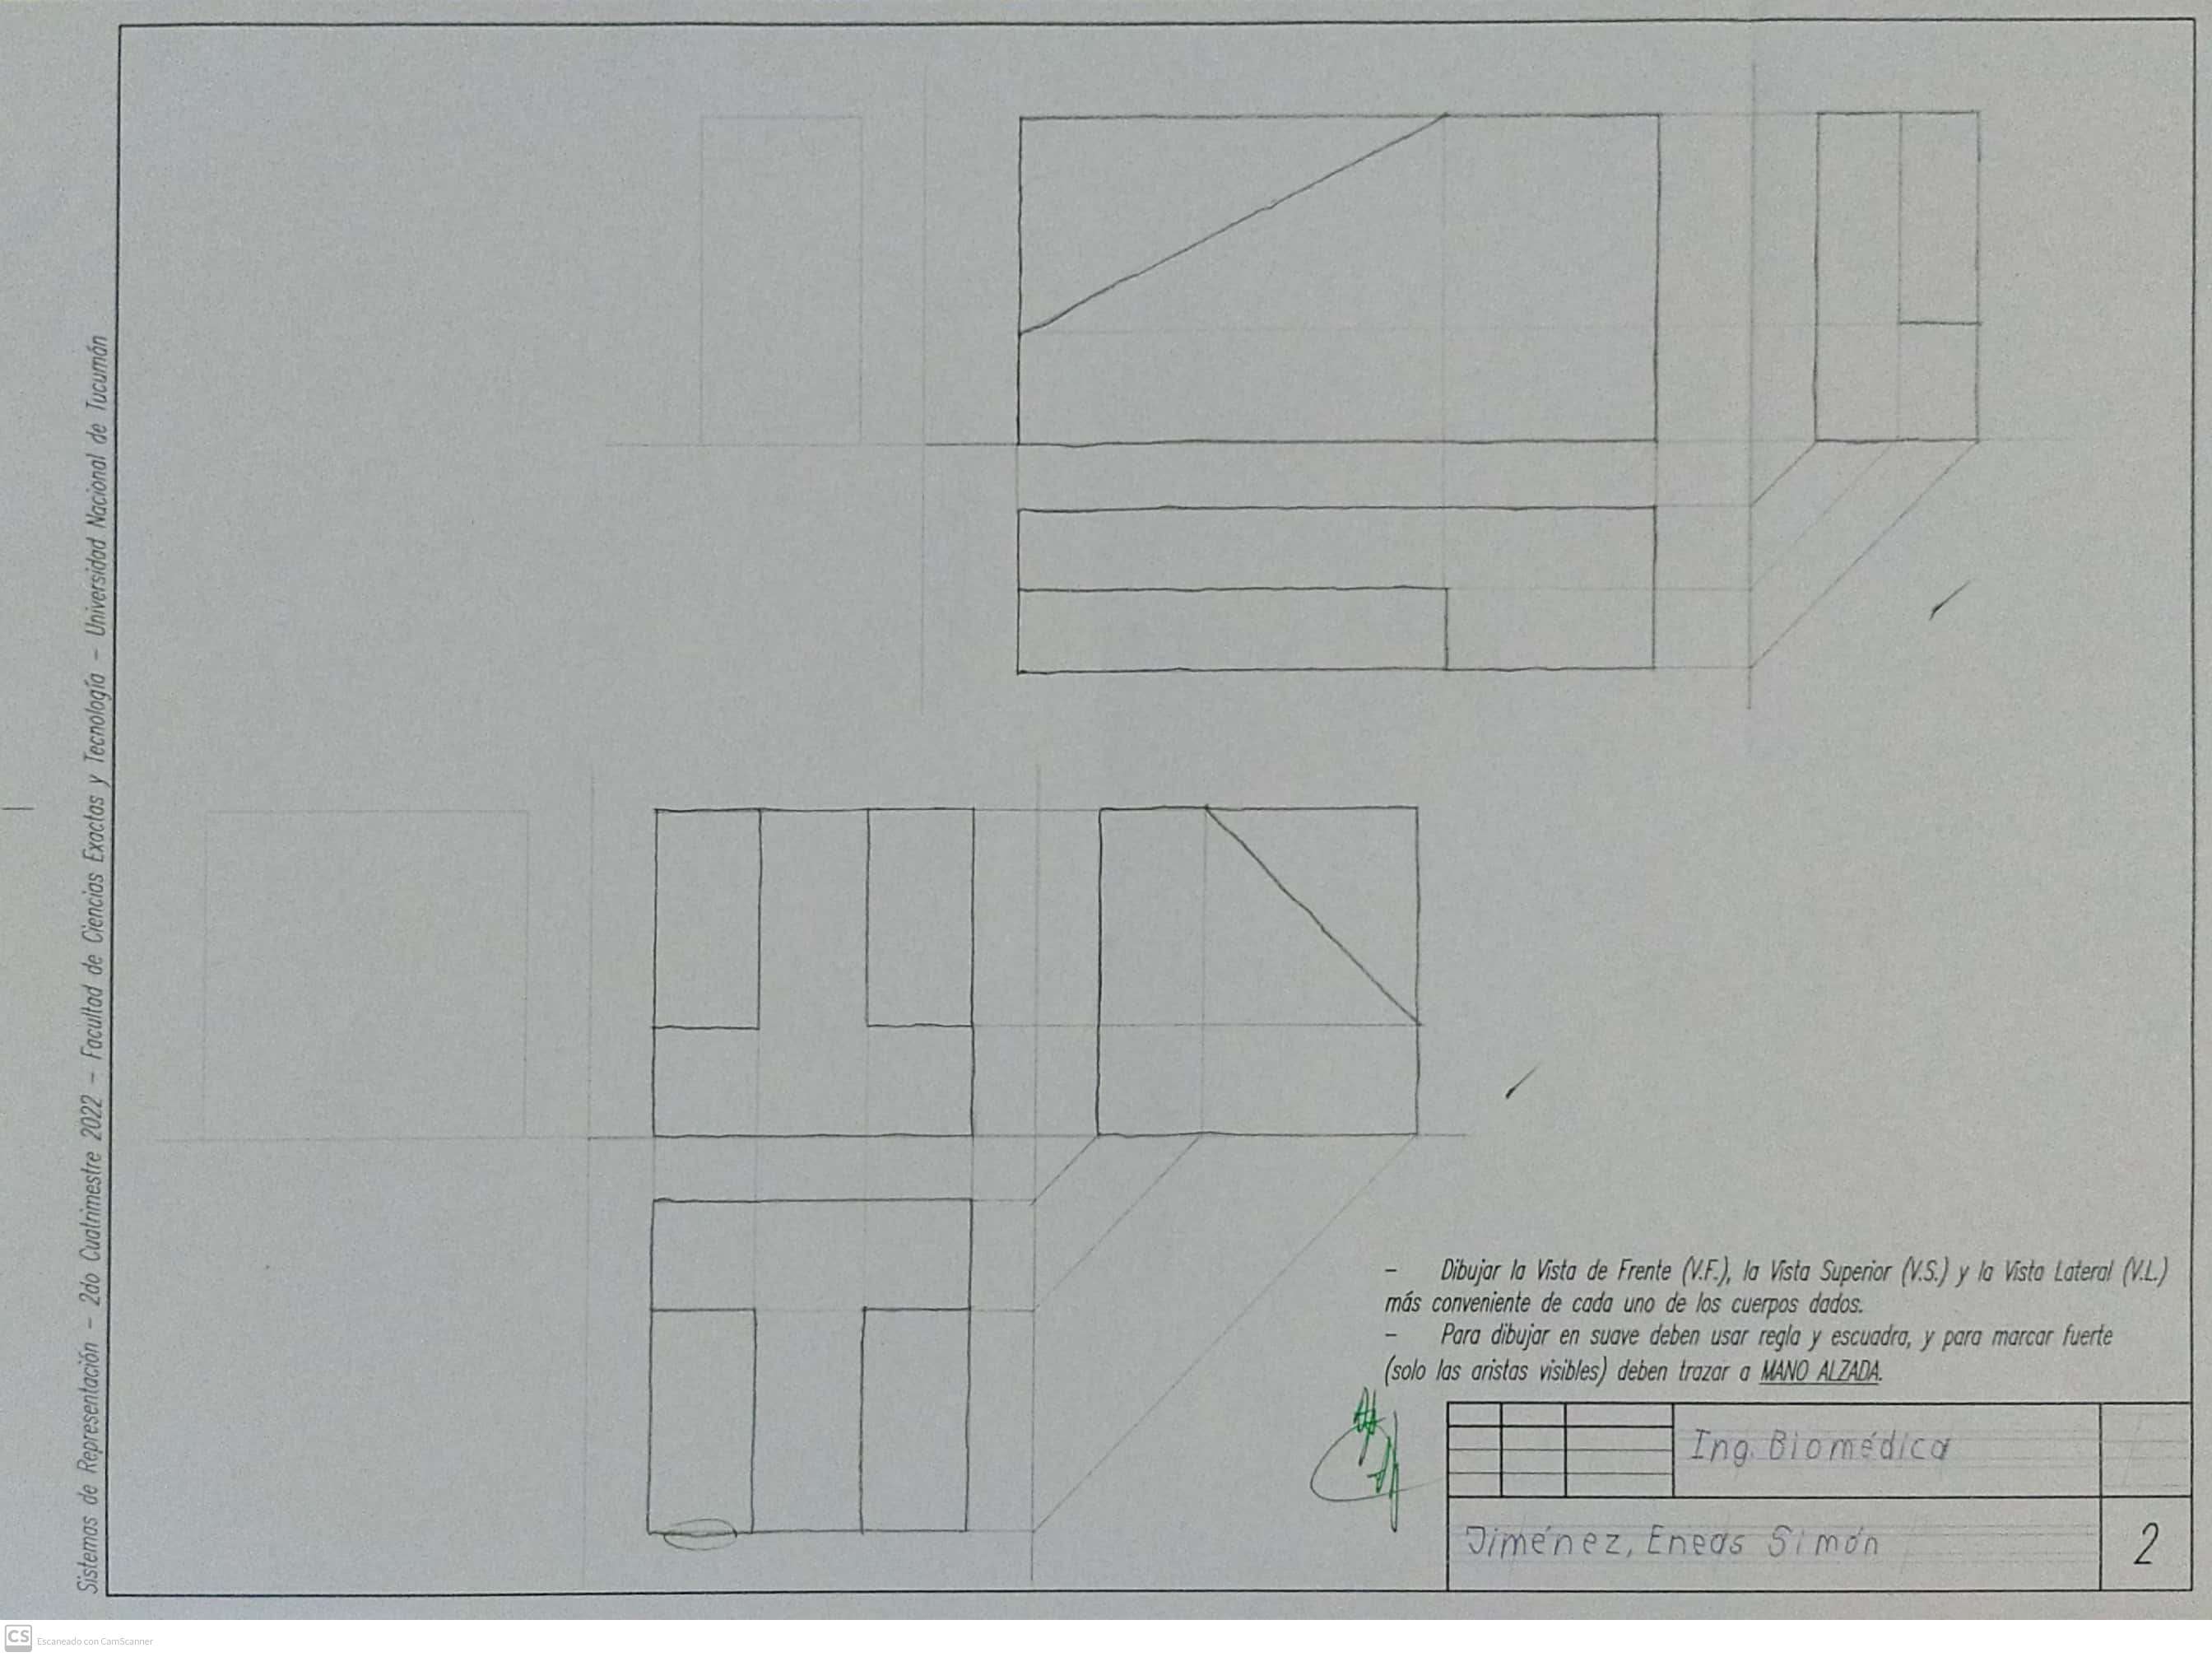 Sistemas de Representación - 2do Cuatrimestre 2022 - Facultad de Ciencias Exactas y Tecnología - Universidad Nacional de Tucumán
- Dibujar la Vista de Frente (V.F.), la Vista Superior (V.S.) y la Vista Lateral (V.L.)
más conveniente de cada uno de los cuerpos dados.
- Para dibujar en suave deben usar regla y escuadra, y para marcar fuerte
(solo las aristas visibles) deben trazar a MANO ALZADA.
Ing. Biomédica
Jiménez, Eneas Simón
2
CS Escaneado con CamScanner